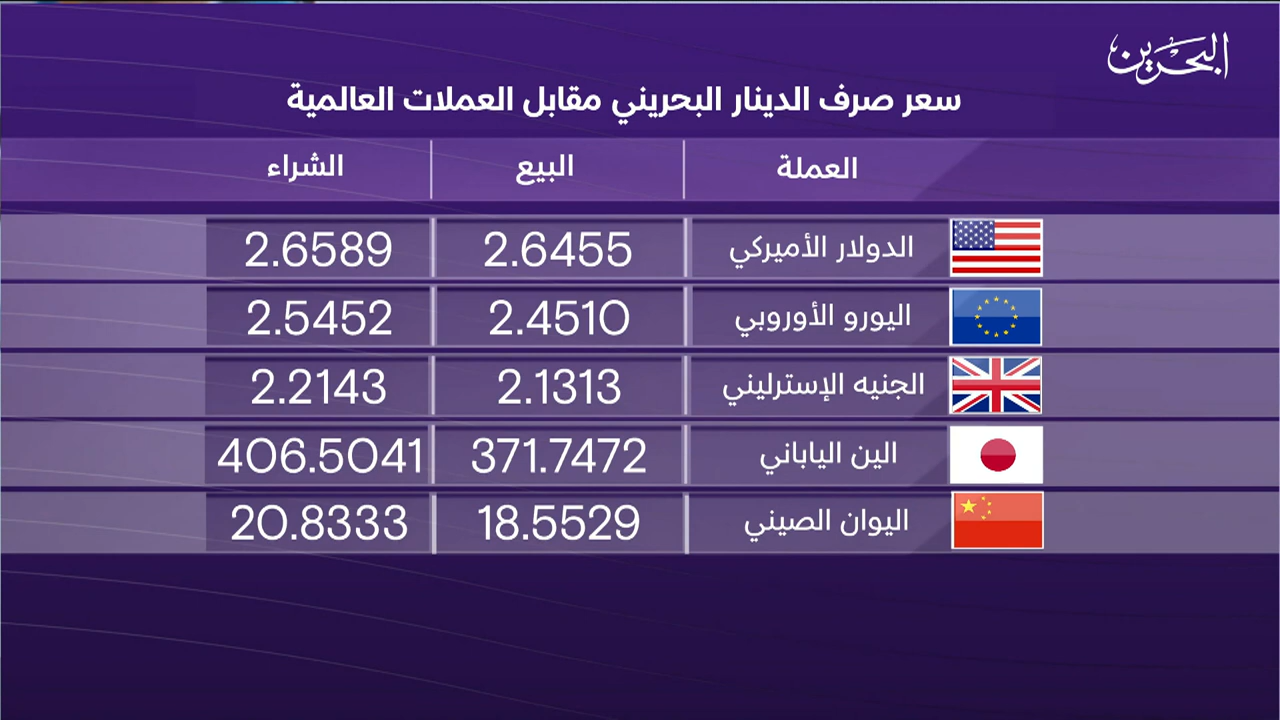 البحرين
سعر صرف الدينار البحريني مقابل العملات العالمية
العملة البيع الشراء
الدولار الأميركي 2.6455 2.6589
اليورو الأوروبي 2.4510 2.5452
الجنيه الإسترليني 2.1313 2.2143
الين الياباني 371.7472 406.5041
اليوان الصيني 18.5529 20.8333